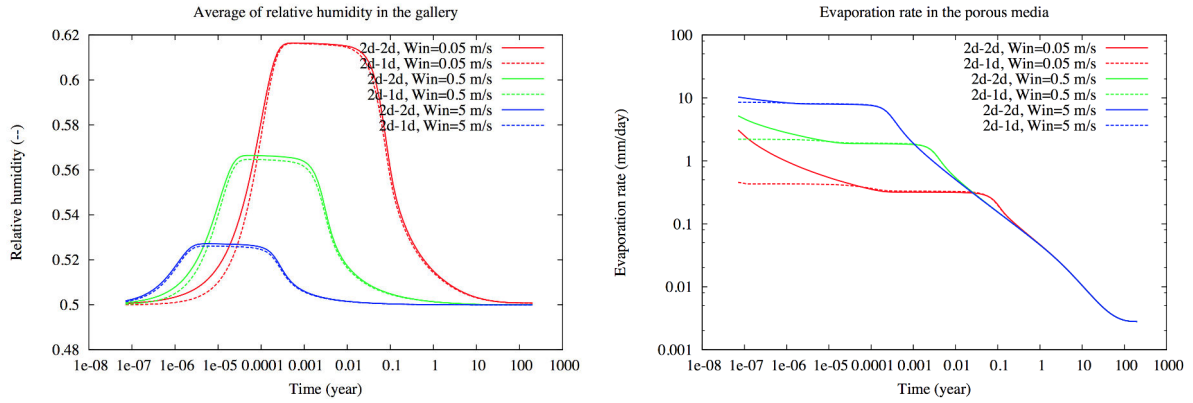 Average of relative humidity in the gallery
0.62
0.6
0.58
0.56
0.54
0.52
0.5
0.48
Relative humidity (--)
2d-2d, Win=0.05 m/s
2d-1d, Win=0.05 m/s
2d-2d, Win=0.5 m/s
2d-1d, Win=0.5 m/s
2d-2d, Win=5 m/s
2d-1d, Win=5 m/s
1e-08 1e-07 1e-06 1e-05 0.0001 0.001 0.01 0.1 1 10 100 1000
Time (year)
Evaporation rate in the porous media
100
10
1
0.1
0.01
0.001
Evaporation rate (mm/day)
2d-2d, Win=0.05 m/s
2d-1d, Win=0.05 m/s
2d-2d, Win=0.5 m/s
2d-1d, Win=0.5 m/s
2d-2d, Win=5 m/s
2d-1d, Win=5 m/s
1e-08 1e-07 1e-06 1e-05 0.0001 0.001 0.01 0.1 1 10 100 1000
Time (year)